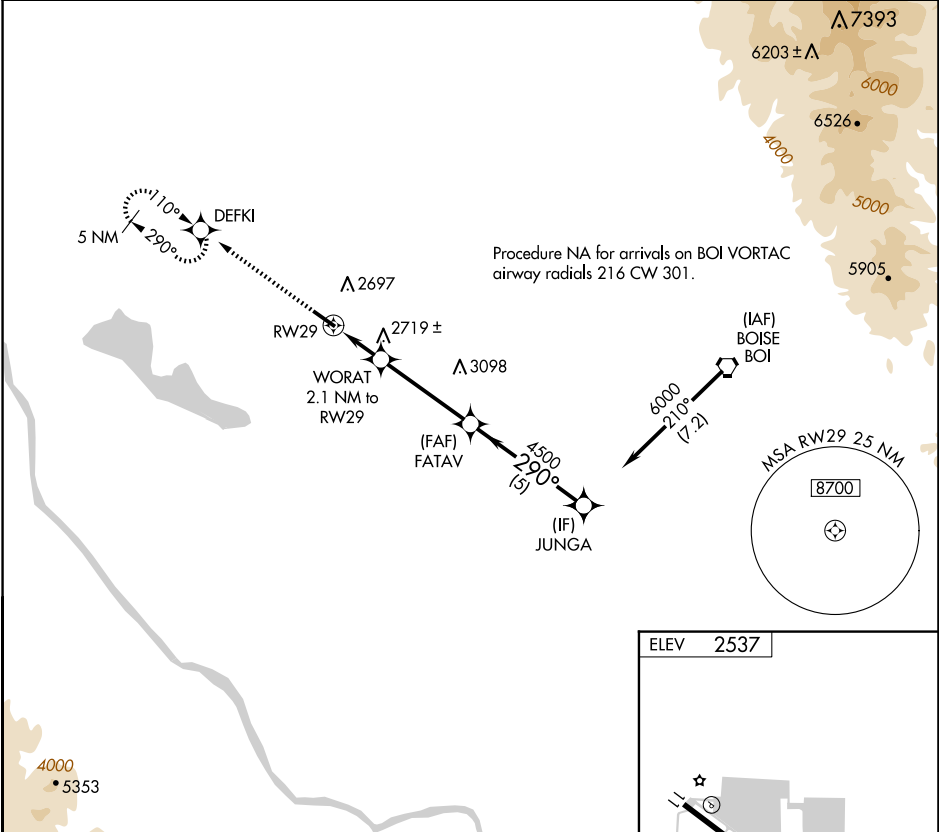 7393
6203 ±
6000
6526
4000
5000
5905
110°
DEFKI
5 NM
290°
Procedure NA for arrivals on BOI VORTAC
airway radials 216 CW 301.
2697
RW29
2719 ±
(IAF)
BOISE
BOI
WORAT
2.1 NM to
RW29
3098
6000
210°
(7.2)
(FAF)
FATAV
4500
290°
(5)
(IF)
JUNGA
MSA RW29 25 NM
8700
ELEV 2537
4000
5353
11